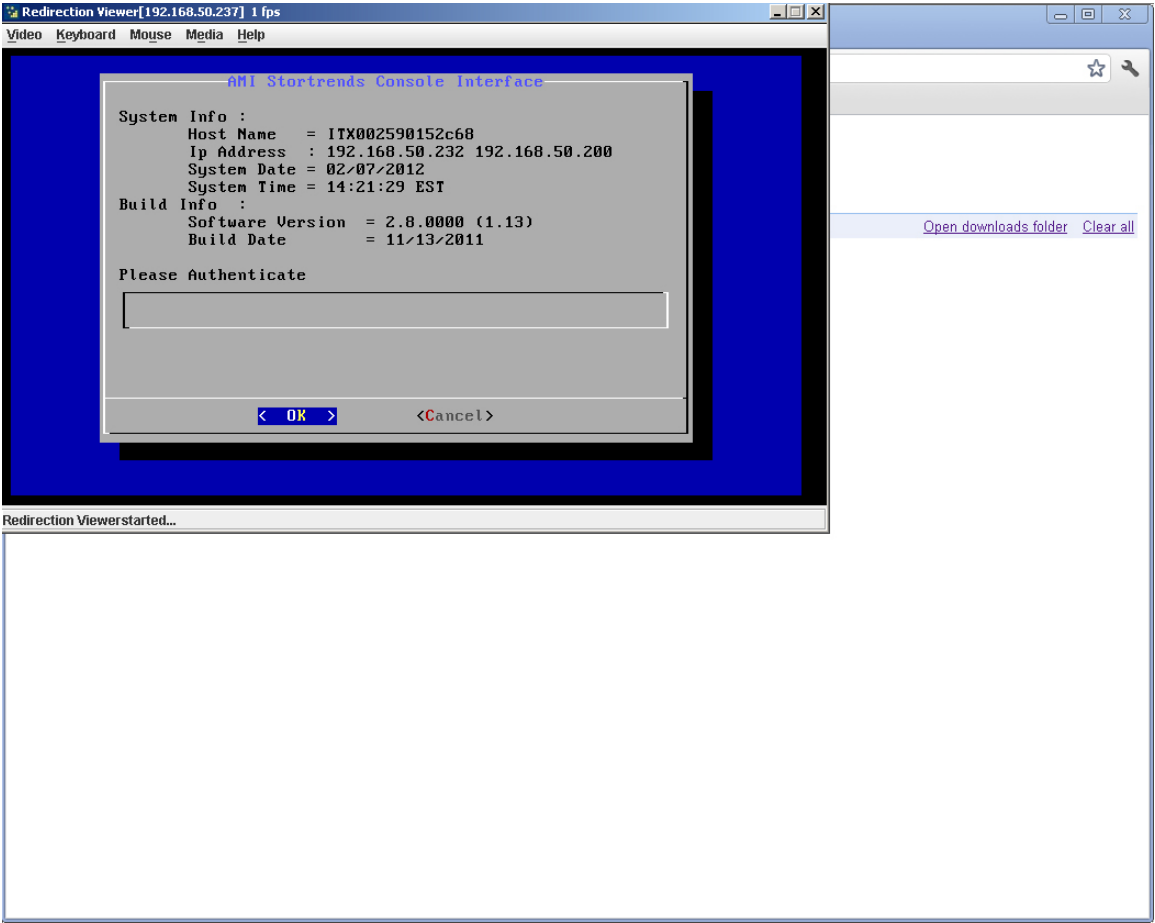 Redirection Viewer[192.168.50.237] 1 fps
Video Keyboard Mouse Media Help
AMI Stortrends Console Interface
System Info :
Host Name = ITX002590152c68
Ip Address : 192.168.50.232 192.168.50.200
System Date = 02/07/2012
System Time = 14:21:29 EST
Build Info :
Software Version = 2.8.0000 (1.13)
Build Date = 11/13/2011
Open downloads folder Clear all
Please Authenticate
< OK > <Cancel>
Redirection Viewerstarted...